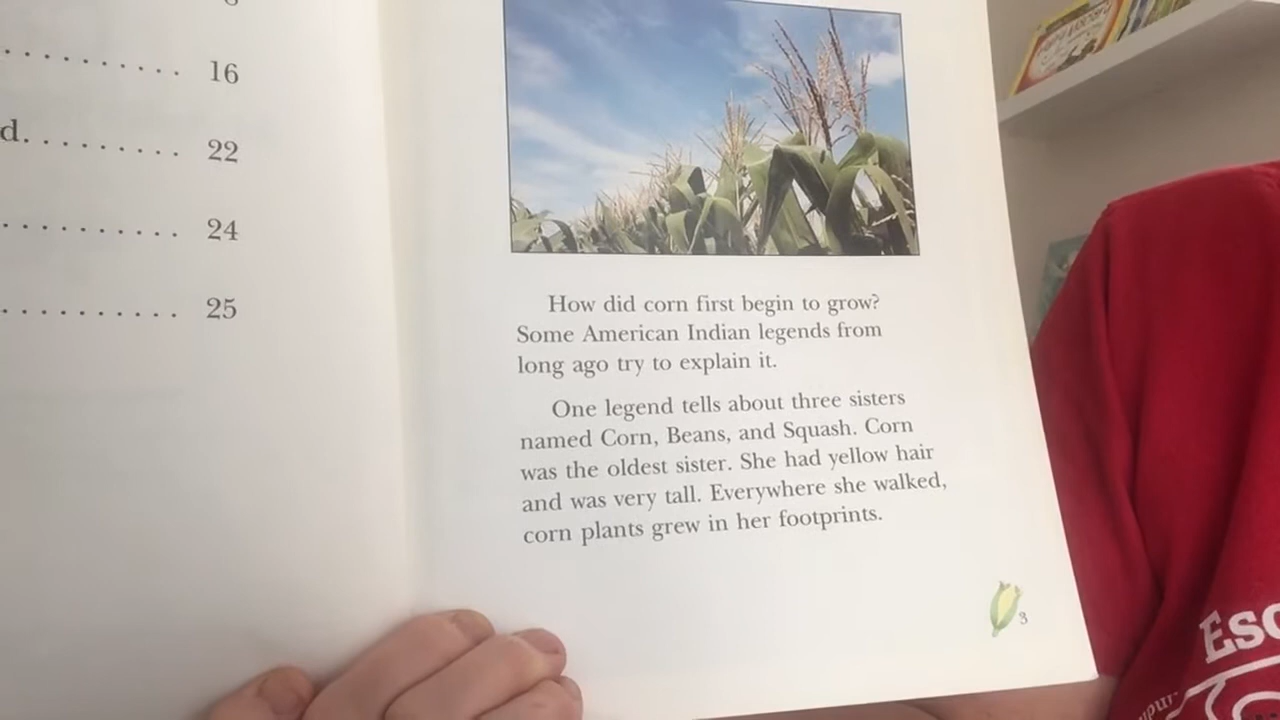 16
d......... 22
.......... 24
.......... 25
How did corn first begin to grow?
Some American Indian legends from
long ago try to explain it.
One legend tells about three sisters
named Corn, Beans, and Squash. Corn
was the oldest sister. She had yellow hair
and was very tall. Everywhere she walked,
corn plants grew in her footprints.
3
Esc